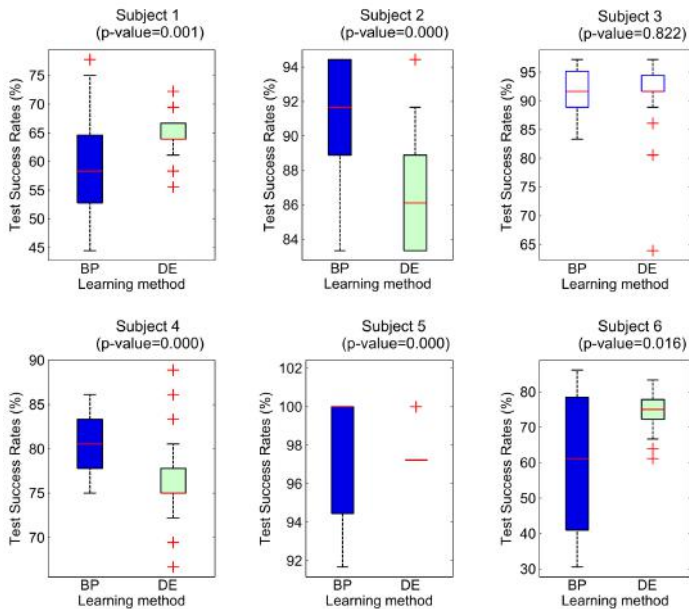 Subject 1
(p-value=0.001)
Test Success Rates (%)
75
70
65
60
55
50
45
BP
DE
Learning method
Subject 2
(p-value=0.000)
Test Success Rates (%)
94
92
90
88
86
84
BP
DE
Learning method
Subject 3
(p-value=0.822)
Test Success Rates (%)
95
90
85
80
75
70
65
BP
DE
Learning method
Subject 4
(p-value=0.000)
Test Success Rates (%)
90
85
80
75
70
BP
DE
Learning method
Subject 5
(p-value=0.000)
Test Success Rates (%)
102
100
98
96
94
92
BP
DE
Learning method
Subject 6
(p-value=0.016)
Test Success Rates (%)
80
70
60
50
40
30
BP
DE
Learning method